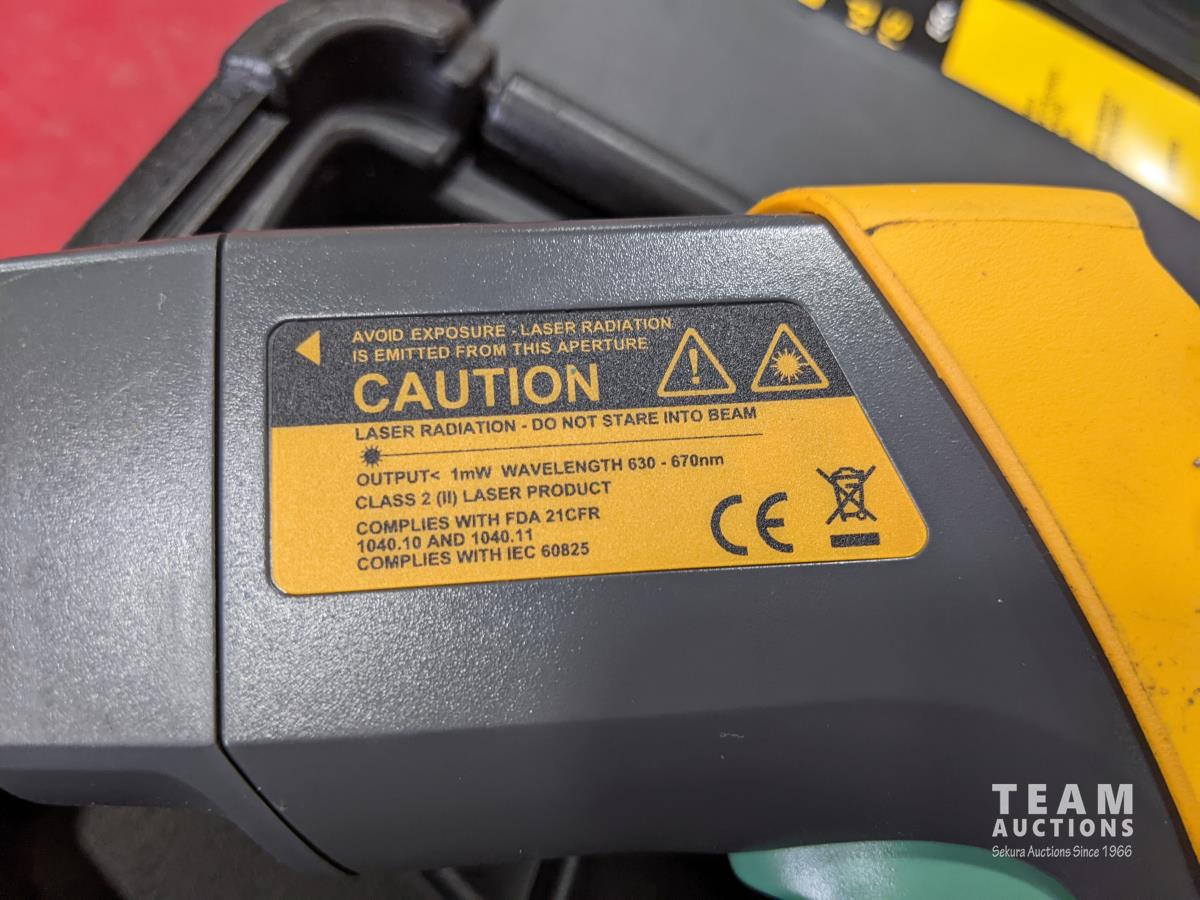 AVOID EXPOSURE - LASER RADIATION
IS EMITTED FROM THIS APERTURE
CAUTION
LASER RADIATION - DO NOT STARE INTO BEAM
OUTPUT< 1mW WAVELENGTH 630 - 670nm
CLASS 2 (II) LASER PRODUCT
COMPLIES WITH FDA 21CFR
1040.10 AND 1040.11
COMPLIES WITH IEC 60825
CE
TEAM
AUCTIONS
Sekura Auctions Since 1966